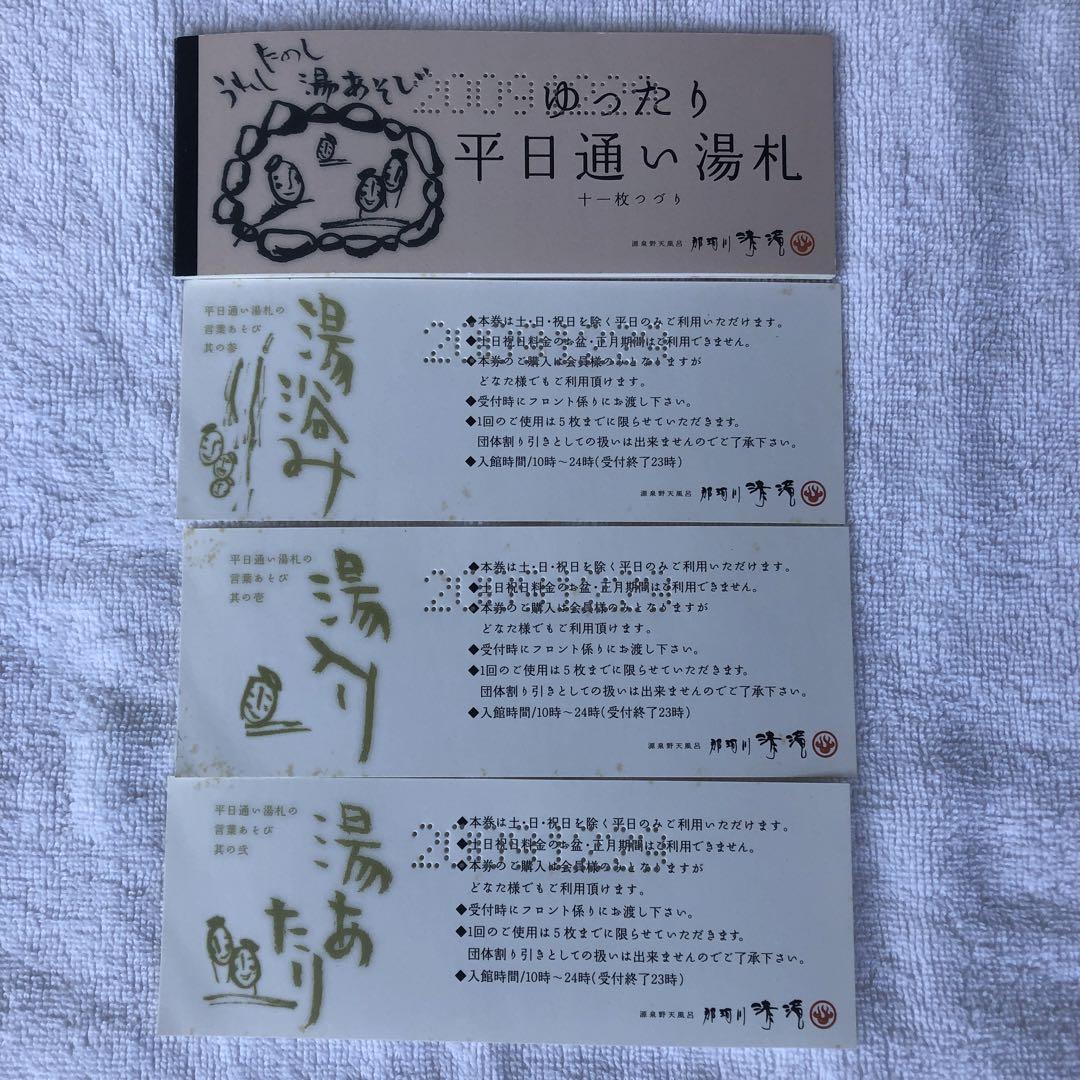 うれし
たのし
湯あそび
ゆったり
平日通い湯札
十一枚つづり
源泉野天風呂 那珂川 清滝
平日通い湯札の
言葉あそび
其の参
湯浴み
◆本券は土・日・祝日を除く平日のみご利用いただけます。
◆土日祝日料金のお盆・正月期間はご利用できません。
◆本券のご購入は会員様のみとなりますが
どなた様でもご利用頂けます。
◆受付時にフロント係りにお渡し下さい。
◆1回のご使用は5枚までに限らせていただきます。
団体割り引きとしての扱いは出来ませんのでご了承下さい。
◆入館時間/10時～24時(受付終了23時)
源泉野天風呂 那珂川 清滝
平日通い湯札の
言葉あそび
其の壱
湯入り
◆本券は土・日・祝日を除く平日のみご利用いただけます。
◆土日祝日料金のお盆・正月期間はご利用できません。
◆本券のご購入は会員様のみとなりますが
どなた様でもご利用頂けます。
◆受付時にフロント係りにお渡し下さい。
◆1回のご使用は5枚までに限らせていただきます。
団体割り引きとしての扱いは出来ませんのでご了承下さい。
◆入館時間/10時～24時(受付終了23時)
源泉野天風呂 那珂川 清滝
平日通い湯札の
言葉あそび
其の弐
湯あたり
◆本券は土・日・祝日を除く平日のみご利用いただけます。
◆土日祝日料金のお盆・正月期間はご利用できません。
◆本券のご購入は会員様のみとなりますが
どなた様でもご利用頂けます。
◆受付時にフロント係りにお渡し下さい。
◆1回のご使用は5枚までに限らせていただきます。
団体割り引きとしての扱いは出来ませんのでご了承下さい。
◆入館時間/10時～24時(受付終了23時)
源泉野天風呂 那珂川 清滝